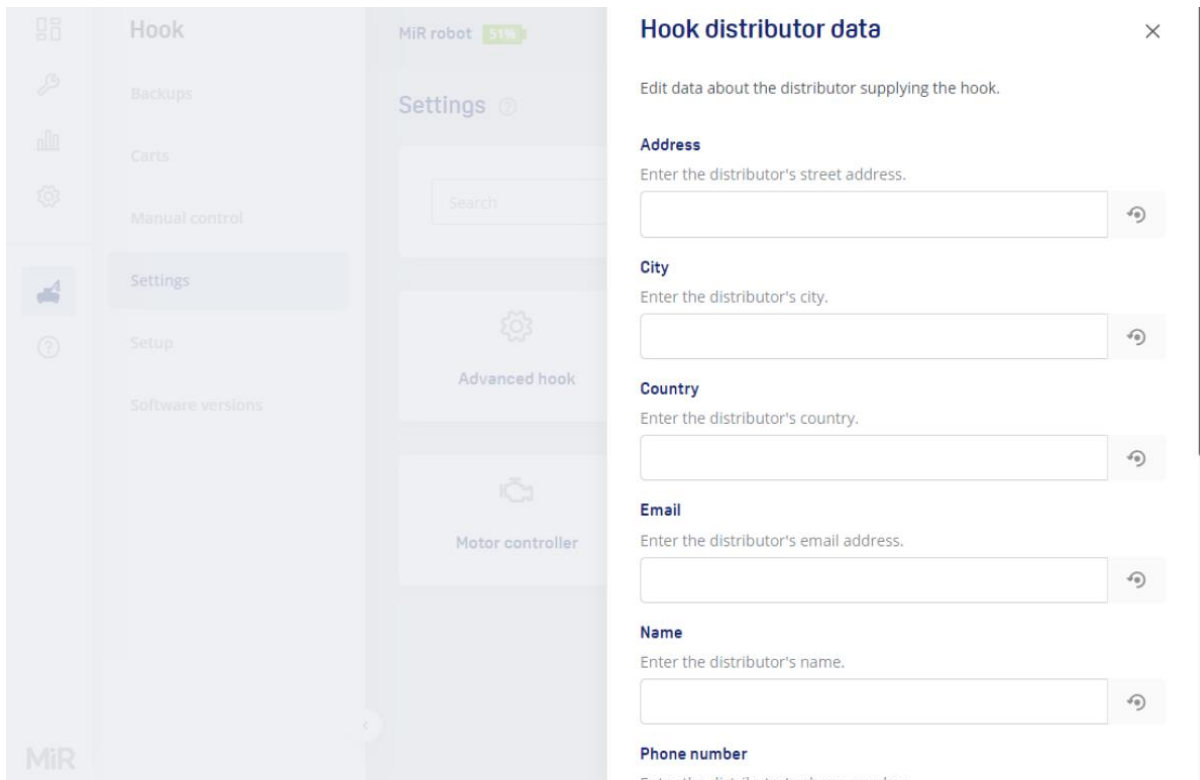 Hook
Backups
Carts
Manual control
Settings
Setup
Software versions
MiR
MiR robot 51%
Settings
Search
Advanced hook
Motor controller
Hook distributor data
Edit data about the distributor supplying the hook.
Address
Enter the distributor's street address.
City
Enter the distributor's city.
Country
Enter the distributor's country.
Email
Enter the distributor's email address.
Name
Enter the distributor's name.
Phone number